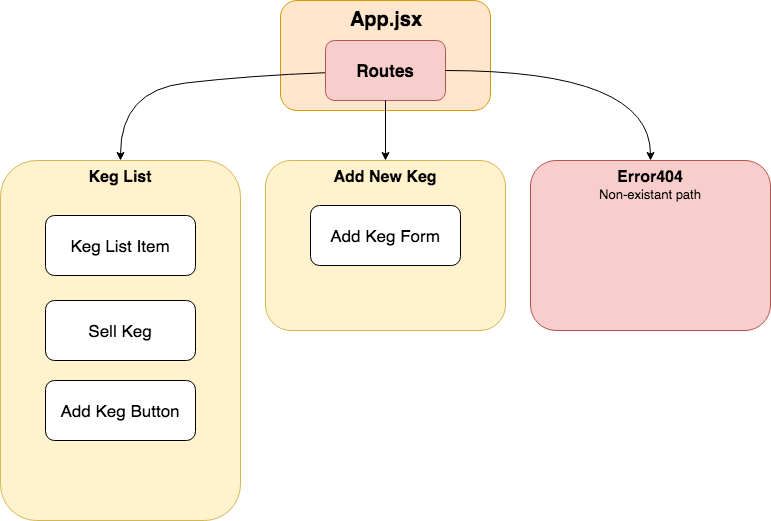 App.jsx
Routes
Keg List
Keg List Item
Sell Keg
Add Keg Button
Add New Keg
Add Keg Form
Error404
Non-existant path